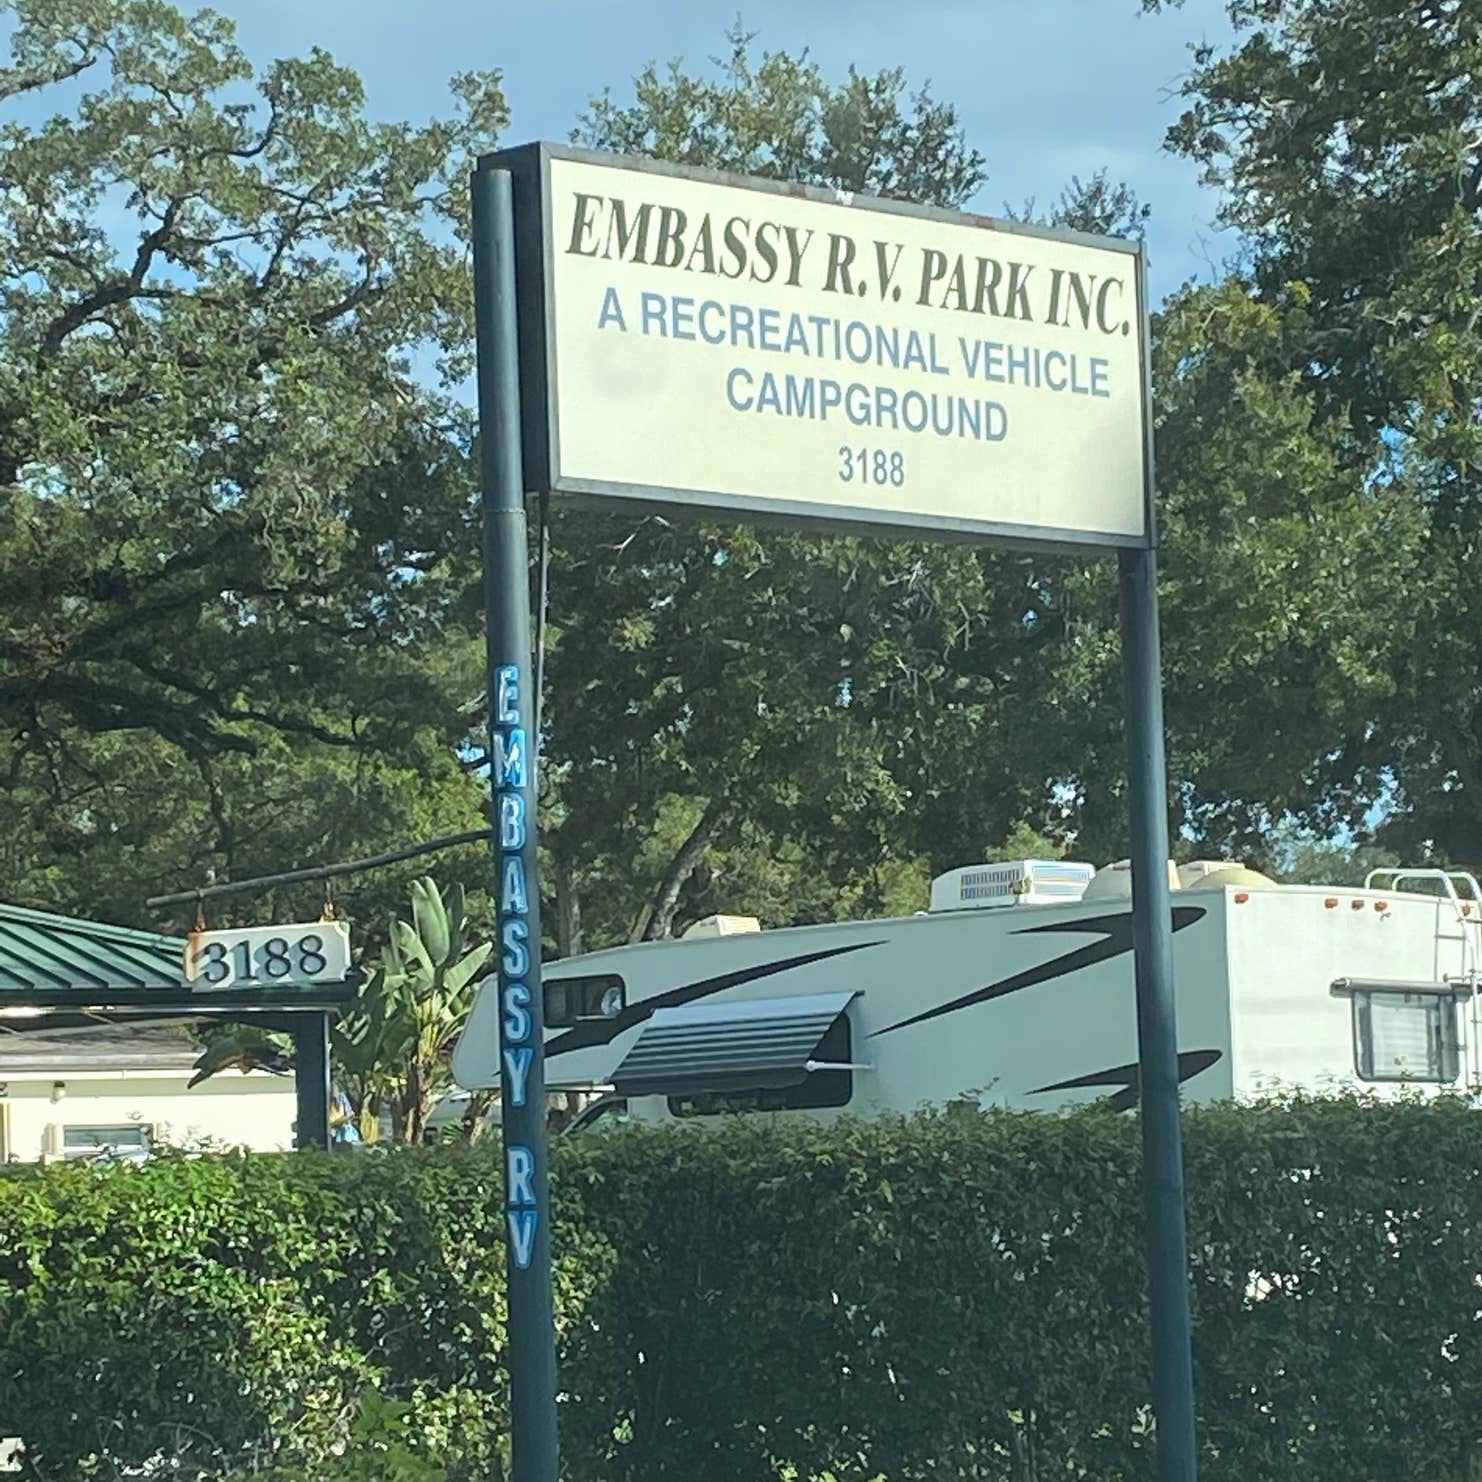 EMBASSY R.V. PARK INC.
A RECREATIONAL VEHICLE
CAMPGROUND
3188
EMBASSY RV
3188